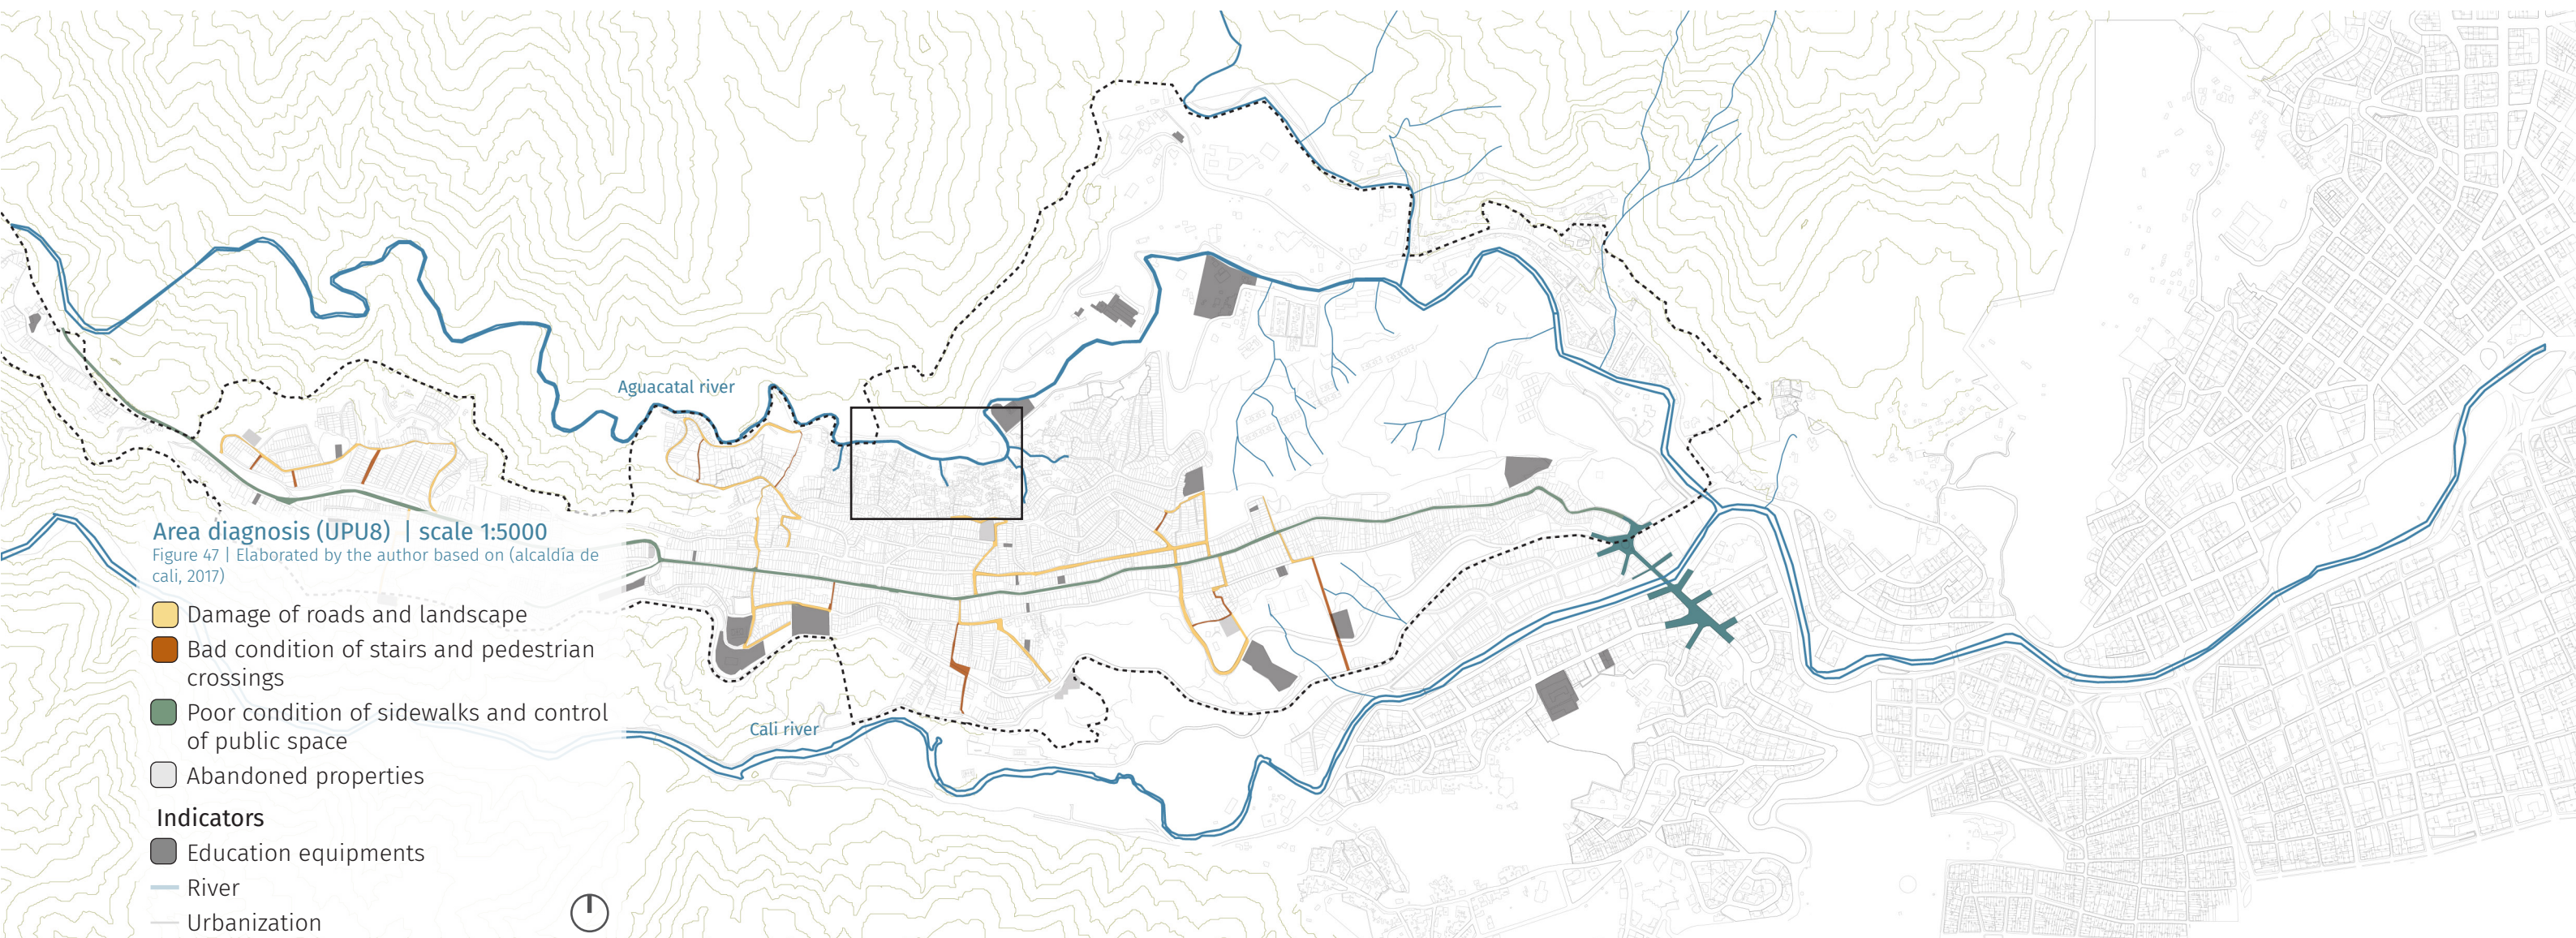 Aguacatal river
Area diagnosis (UPU8) | scale 1:5000
Figure 47 | Elaborated by the author based on (alcaldía de
cali, 2017)
Damage of roads and landscape
Bad condition of stairs and pedestrian
crossings
Poor condition of sidewalks and control
of public space
Abandoned properties
Indicators
Education equipments
River
Urbanization
Cali river